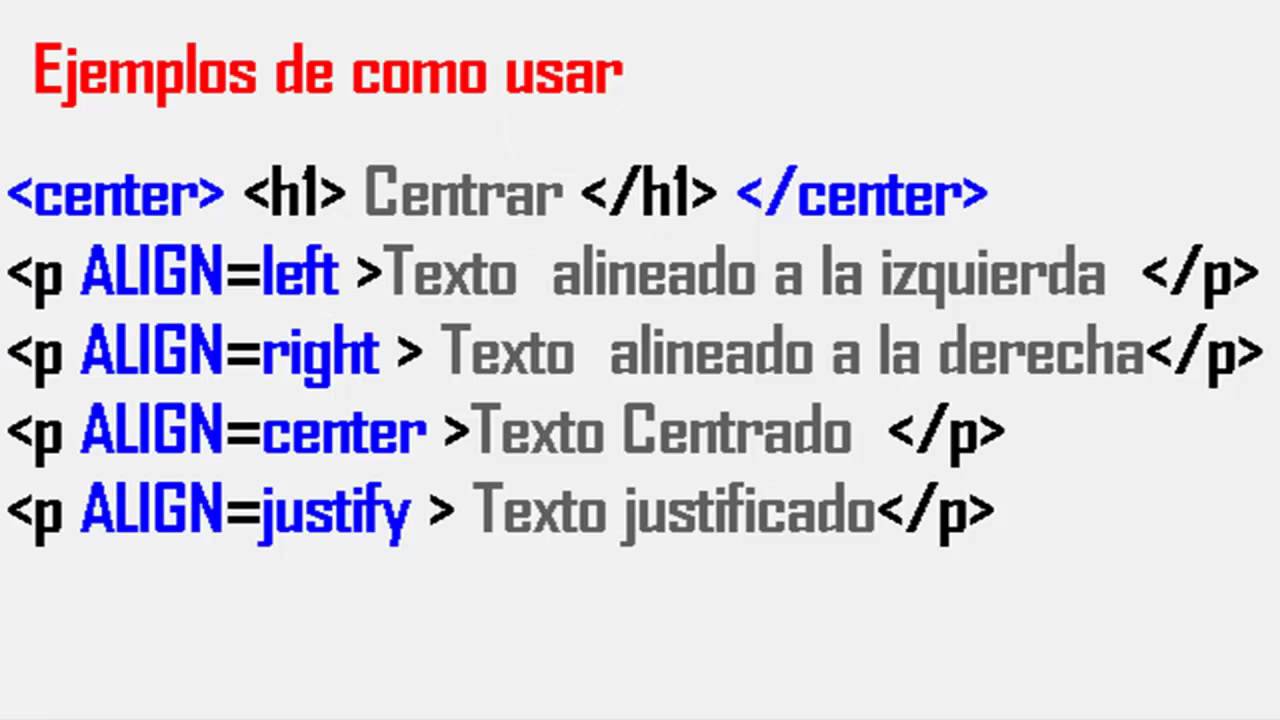 Ejemplos de como usar
<center> <h1> Centrar </h1> </center>
<p ALIGN=left >Texto  alineado a la izquierda  </p>
<p ALIGN=right > Texto  alineado a la derecha</p>
<p ALIGN=center >Texto Centrado  </p>
<p ALIGN=justify > Texto justificado</p>